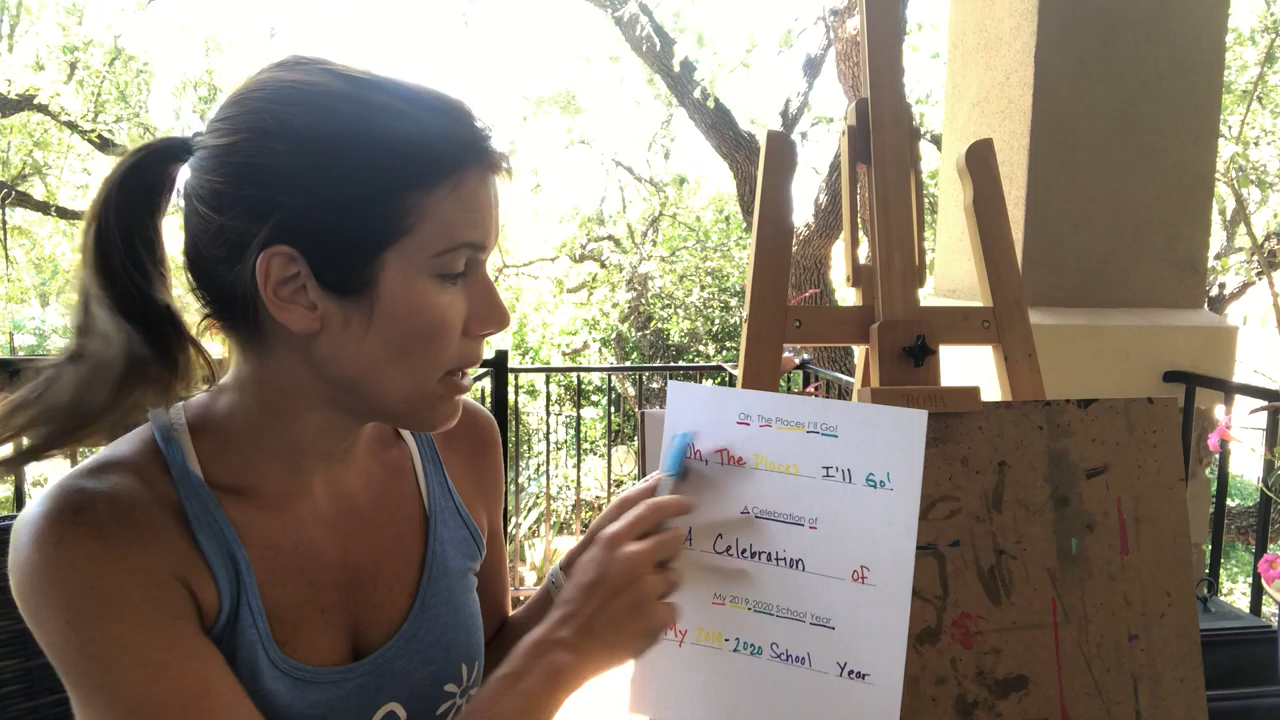 "ROMA
Oh, The Places I'll Go!
Oh, The Places I'll Go!
A Celebration of
A Celebration of
My 2019-2020 School Year
My 2019-2020 School Year